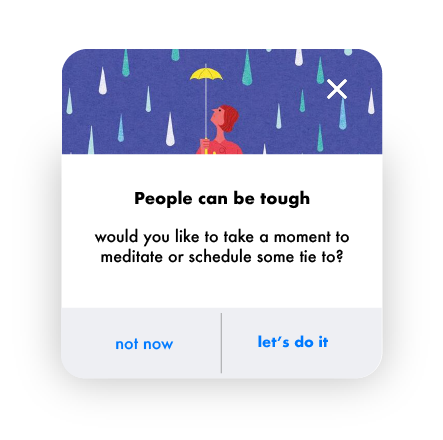 People can be tough
would you like to take a moment to
meditate or schedule some tie to?
not now
let's do it